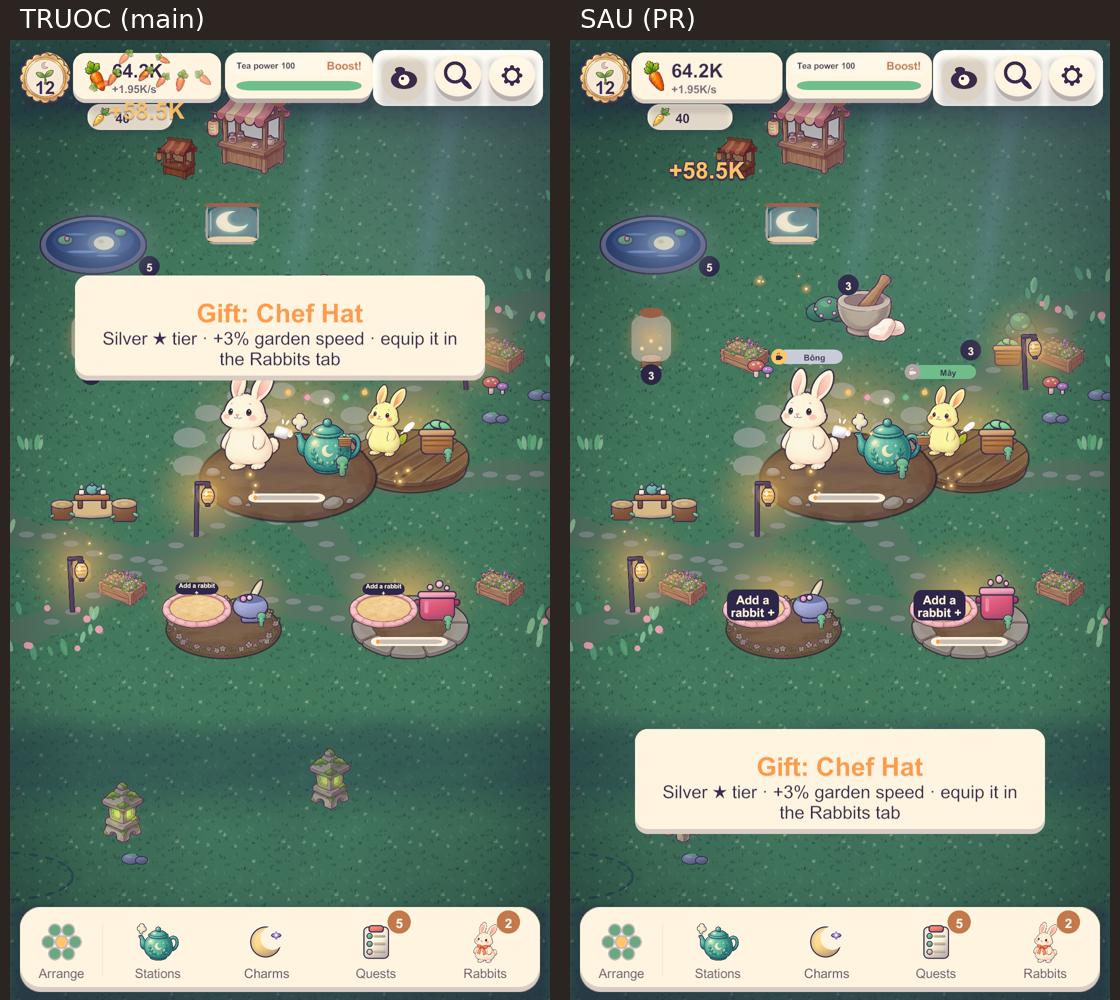 TRUOC (main)
12
64.2K
+1.95K/s
Tea power 100
Boost!
40
+58.5K
5
Gift: Chef Hat
Silver ★ tier · +3% garden speed · equip it in
the Rabbits tab
Add a rabbit
+
Add a rabbit
+
Arrange
Stations
Charms
5
Quests
2
Rabbits
SAU (PR)
12
64.2K
+1.95K/s
Tea power 100
Boost!
40
+58.5K
5
3
3
Bông
3
Mây
Add a
rabbit +
Add a
rabbit +
Gift: Chef Hat
Silver ★ tier · +3% garden speed · equip it in
the Rabbits tab
Arrange
Stations
Charms
5
Quests
2
Rabbits